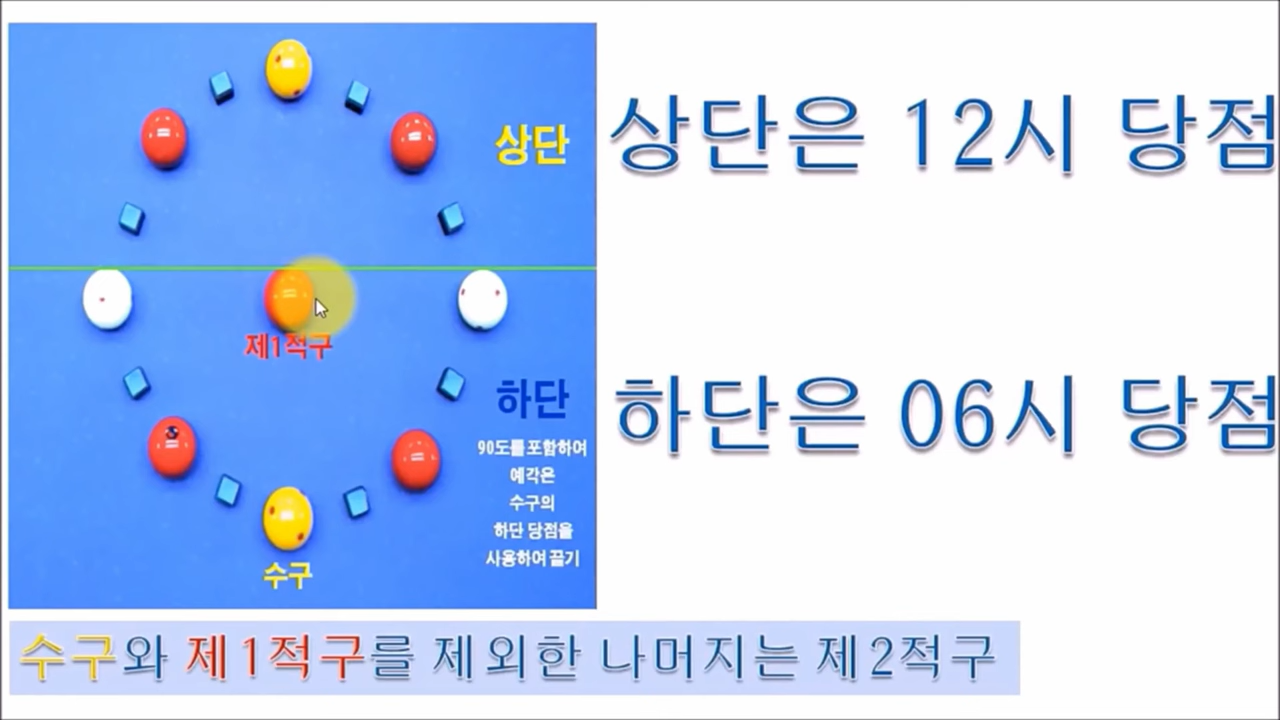 상단
상단은 12시 당점
제1적구
하단
하단은 06시 당점
90도를포함하여
예각은
수구의
하단 당점을
사용하여 끌기
수구
수구와 제1적구를 제외한 나머지는 제2적구